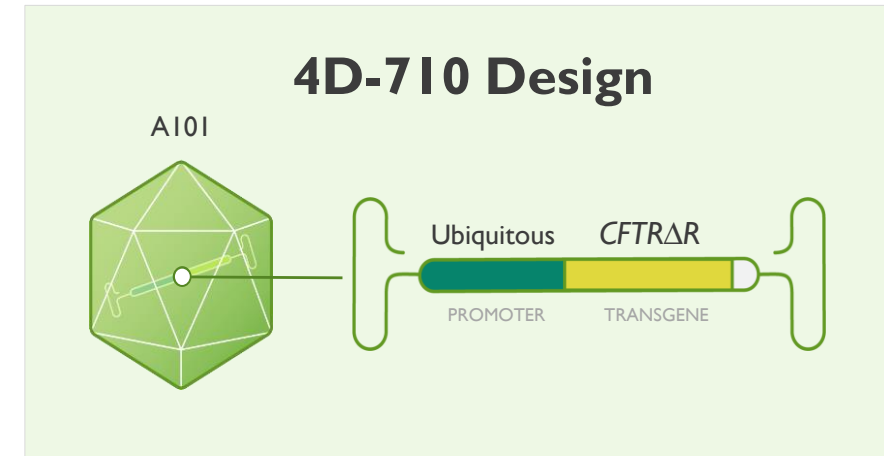 4D-710 Design
A101
Ubiquitous CFTRΔR
PROMOTER TRANSGENE